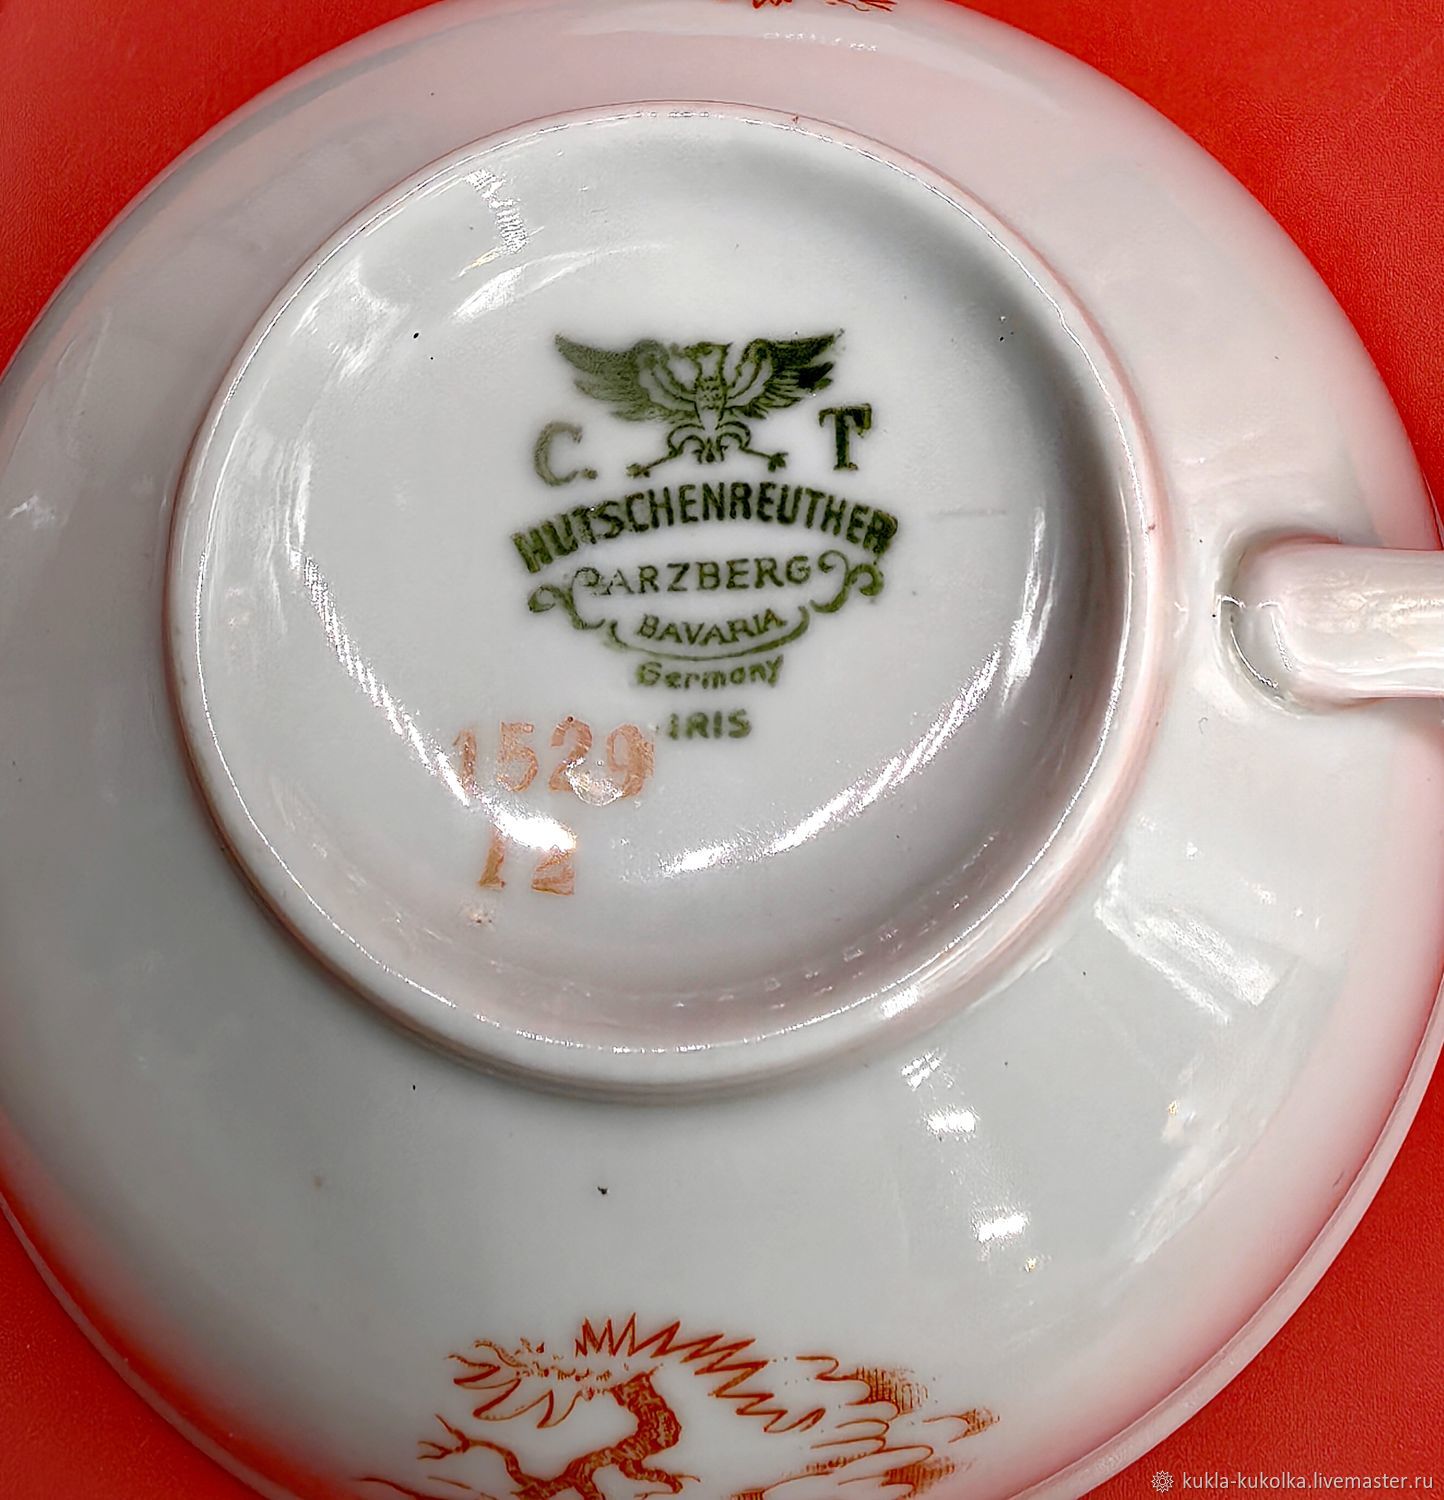 C. T
HUTSCHENREUTHER
ARZBERG
BAVARIA
Germany
IRIS
1529
12
kukla-kukolka.livemaster.ru